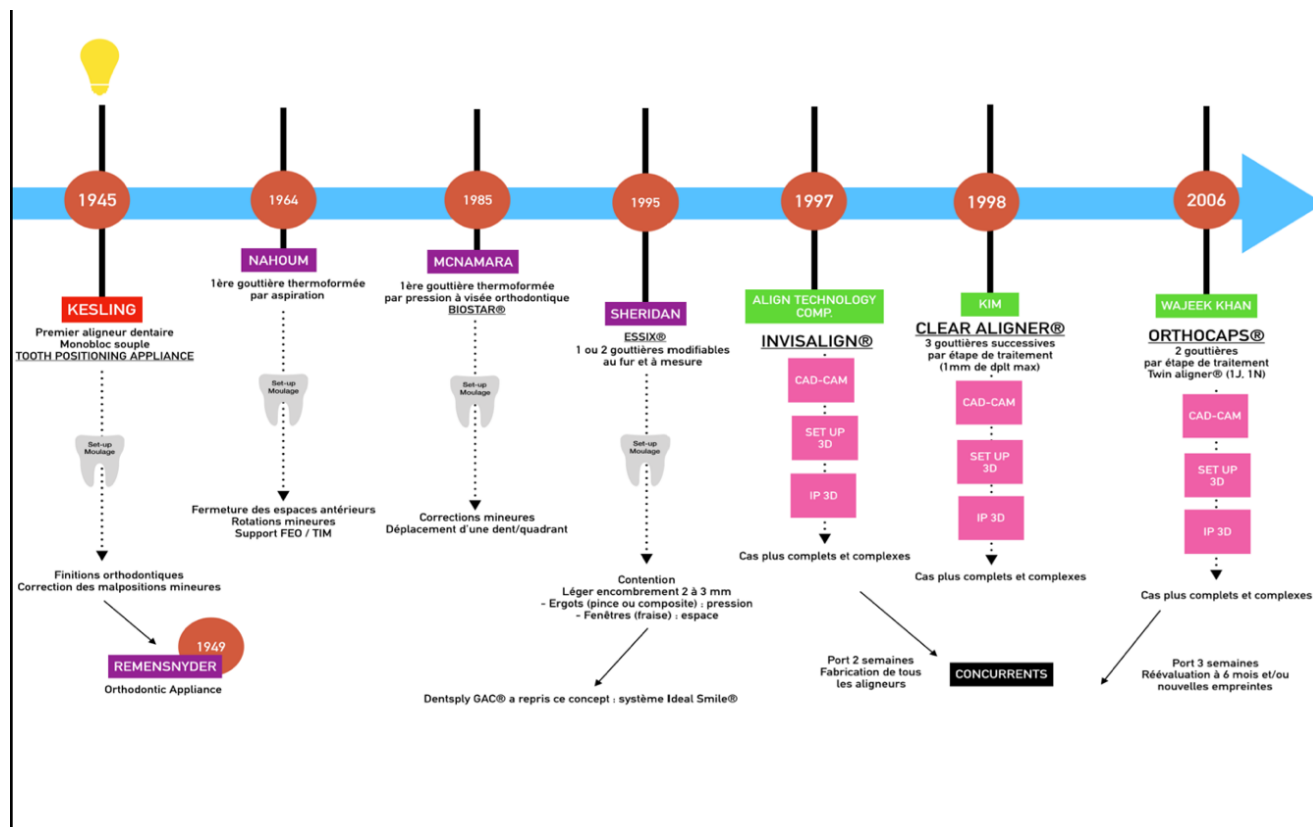 1945
KESLING
Premier aligneur dentaire
Monobloc souple
TOOTH POSITIONING APPLIANCE
Set-up
Moulage
Finitions orthodontiques
Correction des malpositions mineures
1949
REMENSNYDER
Orthodontic Appliance
1964
NAHOUM
1ère gouttière thermoformée
par aspiration
Set-up
Moulage
Fermeture des espaces antérieurs
Rotations mineures
Support FEO / TIM
1985
MCNAMARA
1ère gouttière thermoformée
par pression à visée orthodontique
BIOSTAR®
Set-up
Moulage
Corrections mineures
Déplacement d'une dent/quadrant
1995
SHERIDAN
ESSIX®
1 ou 2 gouttières modifiables
au fur et à mesure
Set-up
Moulage
Contention
Léger encombrement 2 à 3 mm
- Ergots (pince ou composite) : pression
- Fenêtres (fraise) : espace
Dentsply GAC® a repris ce concept : système Ideal Smile®
1997
ALIGN TECHNOLOGY
COMP.
INVISALIGN®
CAD-CAM
SET UP
3D
IP 3D
Cas plus complets et complexes
Port 2 semaines
Fabrication de tous
les aligneurs
1998
KIM
CLEAR ALIGNER®
3 gouttières successives
par étape de traitement
(1mm de dplt max)
CAD-CAM
SET UP
3D
IP 3D
Cas plus complets et complexes
CONCURRENTS
2006
WAJEEK KHAN
ORTHOCAPS®
2 gouttières
par étape de traitement
Twin aligner® (1J, 1N)
CAD-CAM
SET UP
3D
IP 3D
Cas plus complets et complexes
Port 3 semaines
Réévaluation à 6 mois et/ou
nouvelles empreintes